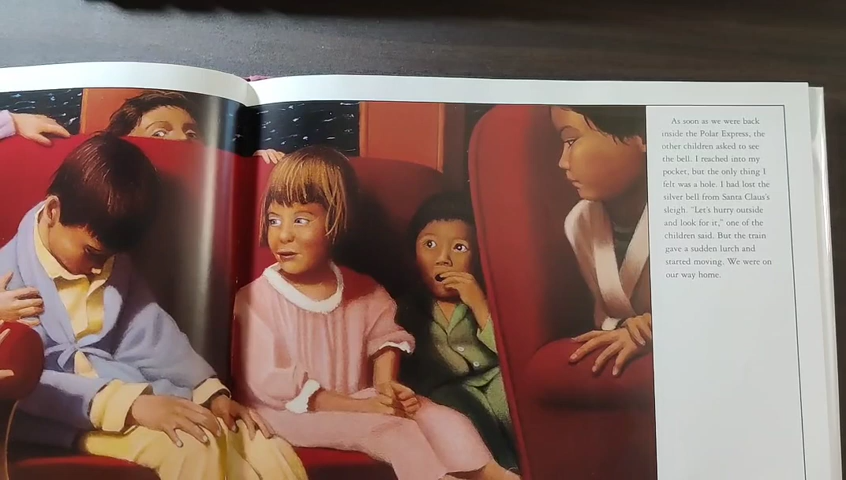 As soon as we were back
inside the Polar Express, the
other children asked to see
the bell. I reached into my
pocket, but the only thing I
felt was a hole. I had lost the
silver bell from Santa Claus's
sleigh. "Let's hurry outside
and look for it," one of the
children said. But the train
gave a sudden lurch and
started moving. We were on
our way home.